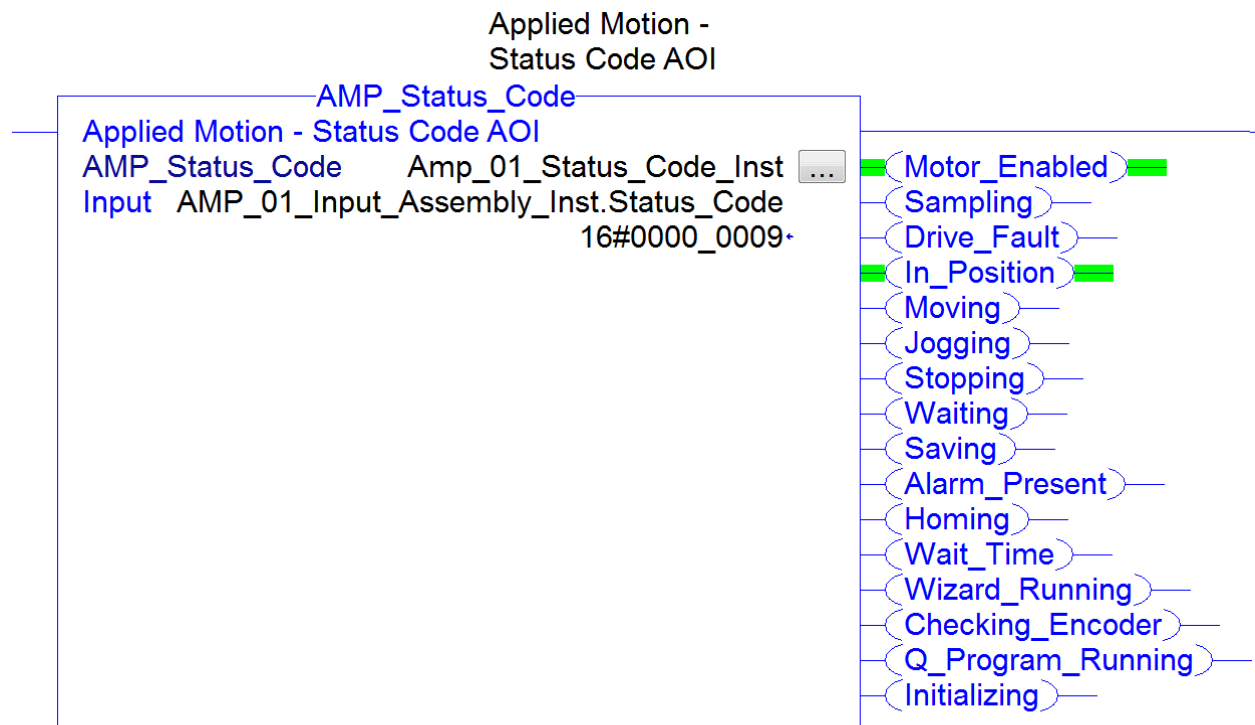 Applied Motion -
Status Code AOI
AMP_Status_Code
Applied Motion - Status Code AOI
AMP_Status_Code Amp_01_Status_Code_Inst ...
Input AMP_01_Input_Assembly_Inst.Status_Code
16#0000_0009
Motor_Enabled
Sampling
Drive_Fault
In_Position
Moving
Jogging
Stopping
Waiting
Saving
Alarm_Present
Homing
Wait_Time
Wizard_Running
Checking_Encoder
Q_Program_Running
Initializing